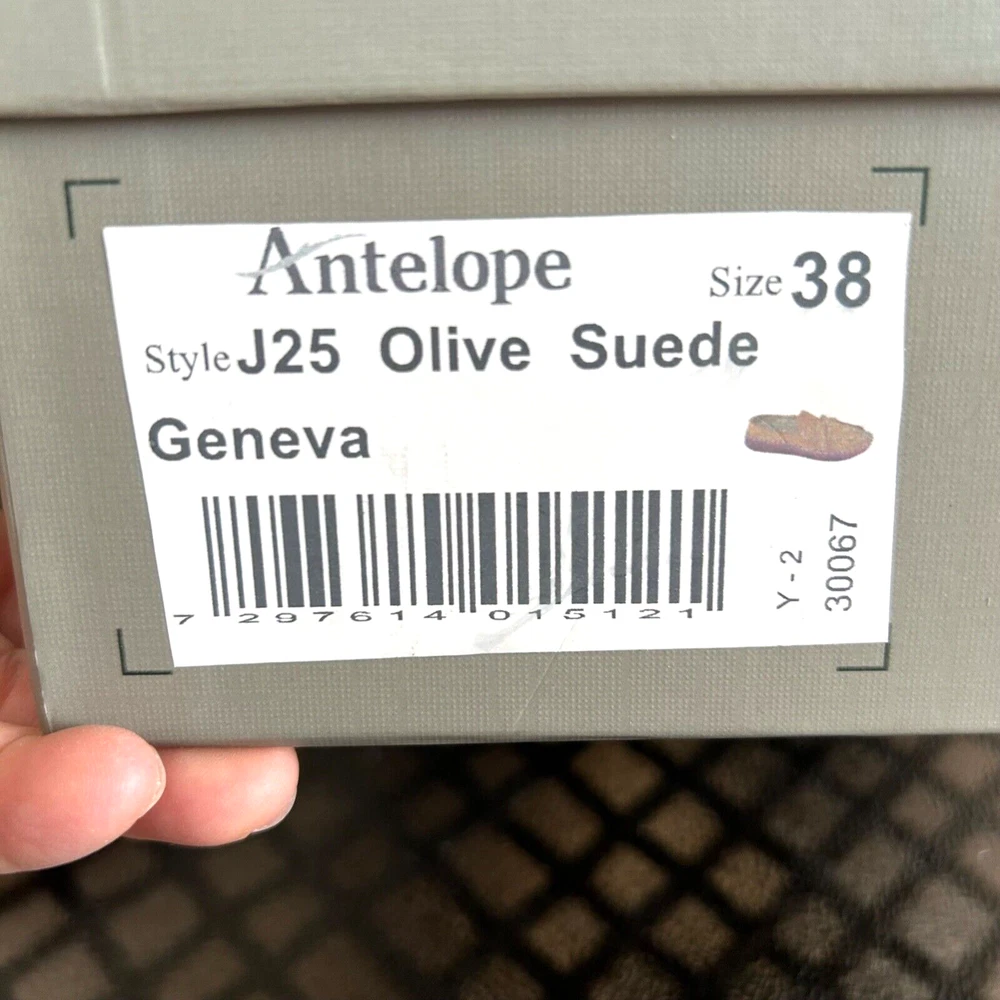 Antelope
Size 38
Style J25 Olive Suede
Geneva
7 297614 015121
Y-2
30067